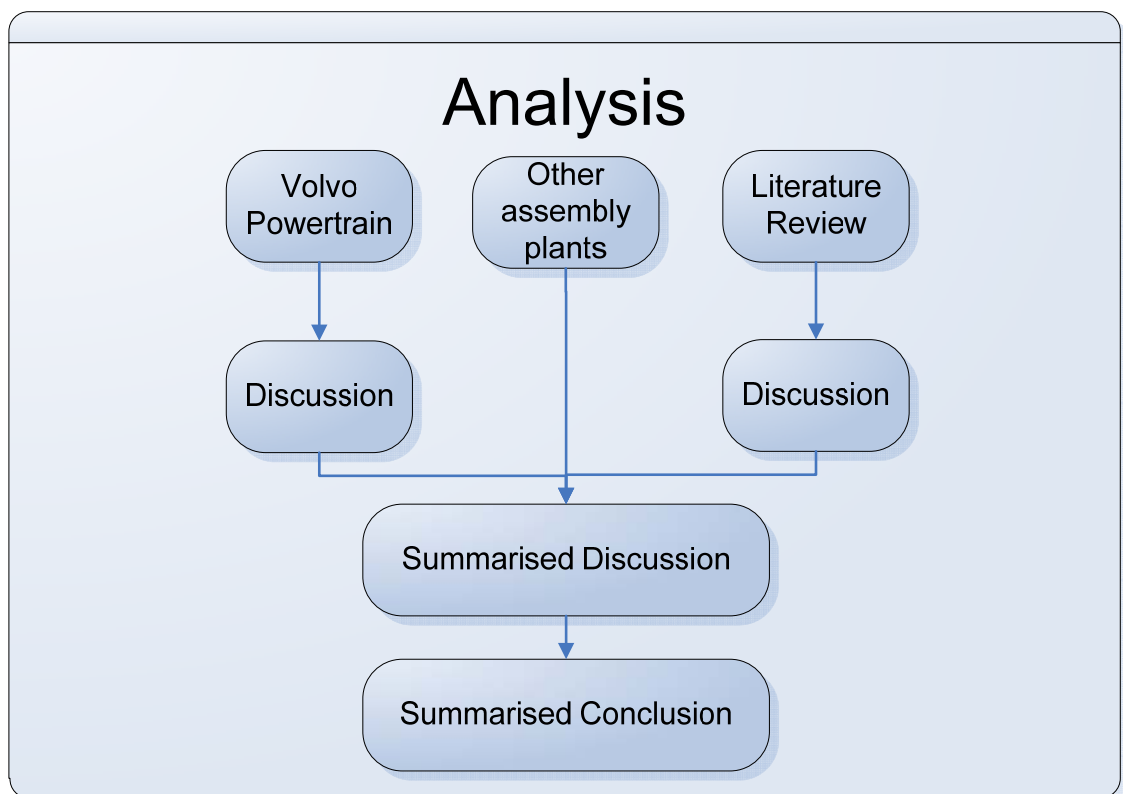 Analysis
Volvo
Powertrain
Other
assembly
plants
Literature
Review
Discussion
Discussion
Summarised Discussion
Summarised Conclusion